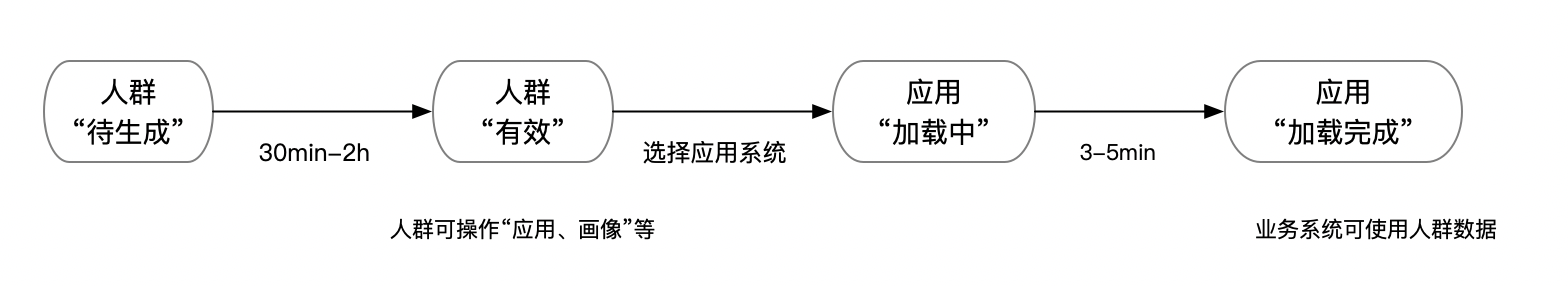 人群
“待生成”
30min-2h
人群
“有效”
选择应用系统
应用
“加载中”
3-5min
应用
“加载完成”
人群可操作“应用、画像”等
业务系统可使用人群数据